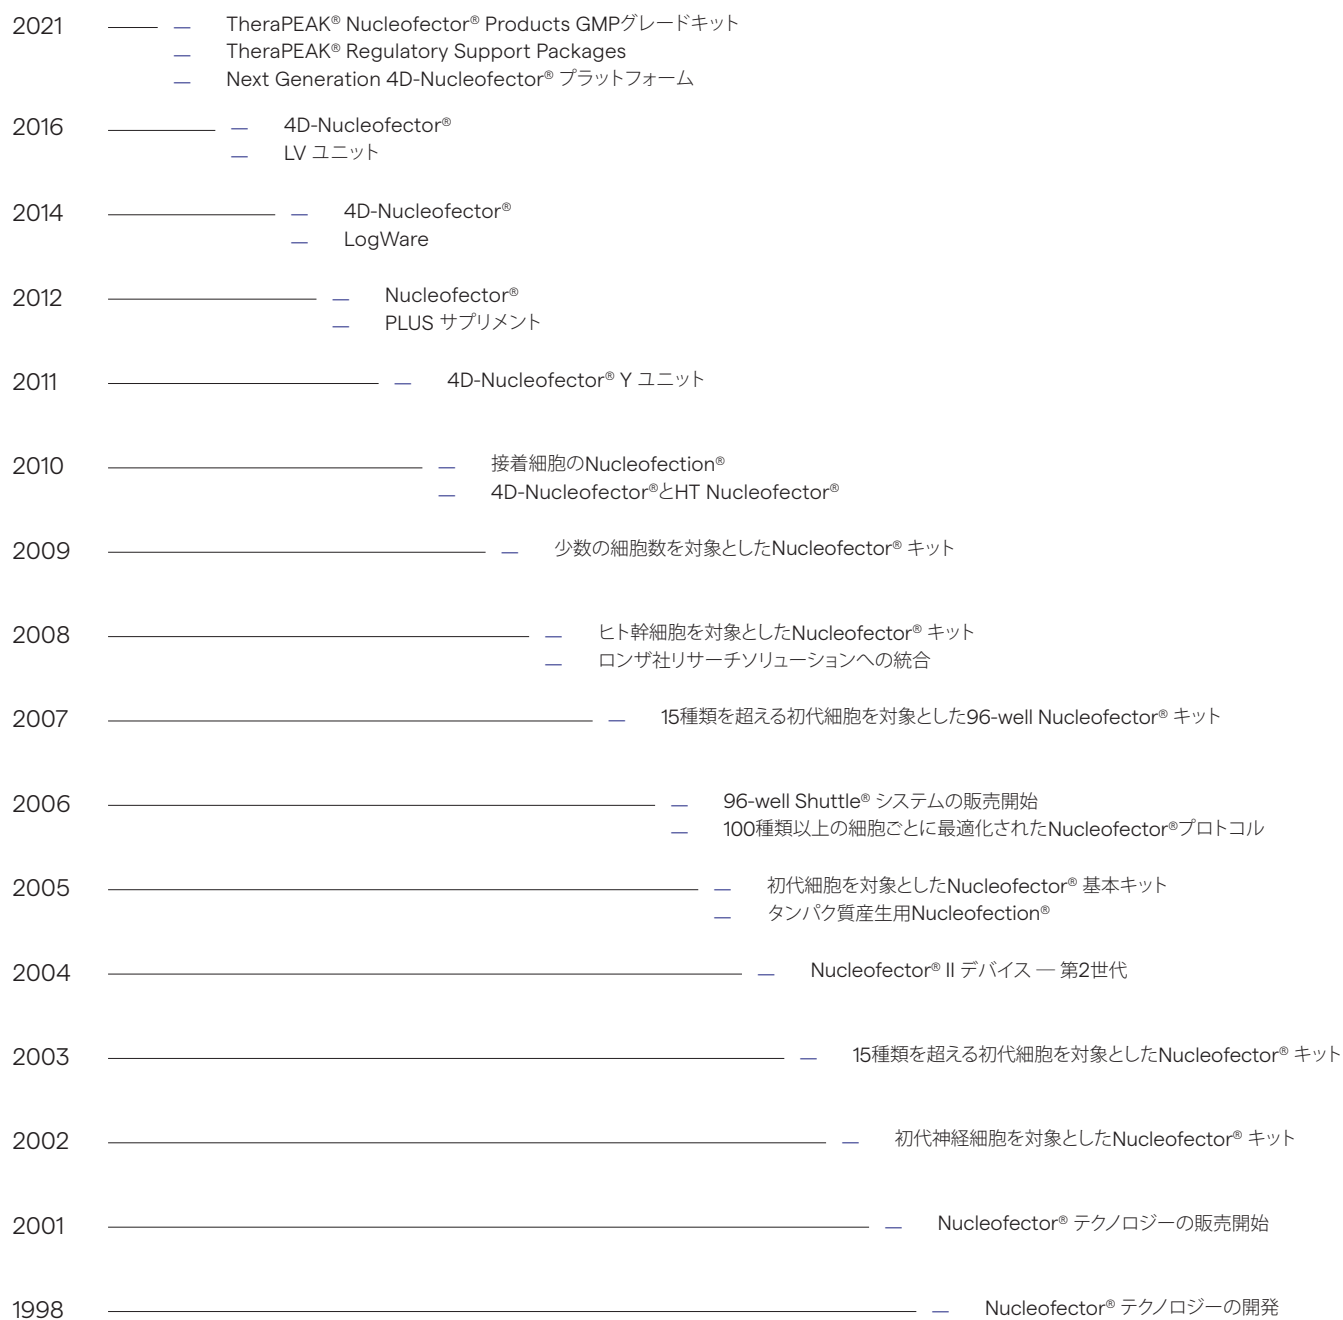 2021 — TheraPEAK® Nucleofector® Products GMPグレードキット
— TheraPEAK® Regulatory Support Packages
— Next Generation 4D-Nucleofector® プラットフォーム
2016 — 4D-Nucleofector®
— LV ユニット
2014 — 4D-Nucleofector®
— LogWare
2012 — Nucleofector®
— PLUS サプリメント
2011 — 4D-Nucleofector® Y ユニット
2010 — 接着細胞のNucleofection®
— 4D-Nucleofector®とHT Nucleofector®
2009 — 少数の細胞数を対象としたNucleofector® キット
2008 — ヒト幹細胞を対象としたNucleofector® キット
— ロンザ社リサーチソリューションへの統合
2007 — 15種類を超える初代細胞を対象とした96-well Nucleofector® キット
2006 — 96-well Shuttle® システムの販売開始
— 100種類以上の細胞ごとに最適化されたNucleofector®プロトコル
2005 — 初代細胞を対象としたNucleofector® 基本キット
— タンパク質産生用Nucleofection®
2004 — Nucleofector® II デバイス — 第2世代
2003 — 15種類を超える初代細胞を対象としたNucleofector® キット
2002 — 初代神経細胞を対象としたNucleofector® キット
2001 — Nucleofector® テクノロジーの販売開始
1998 — Nucleofector® テクノロジーの開発